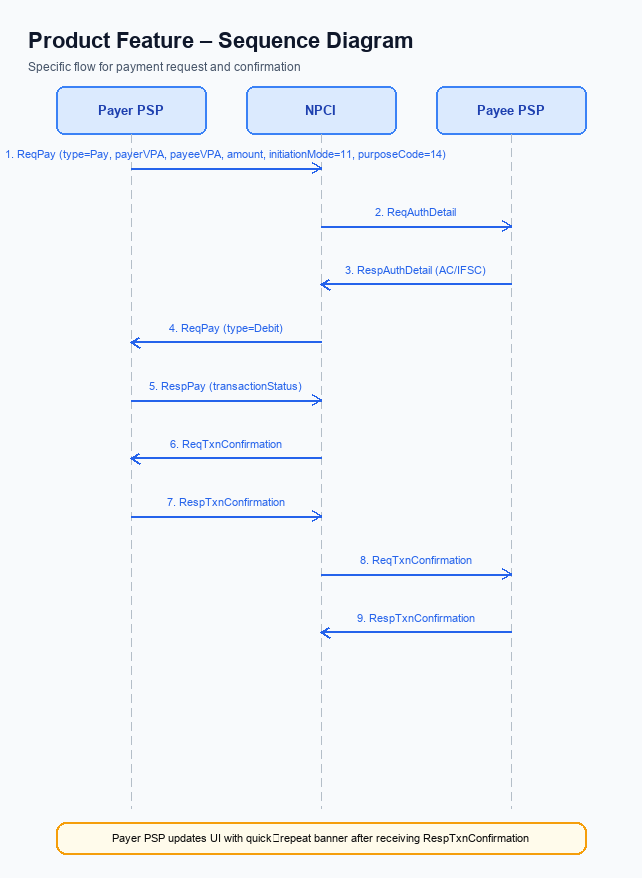 Product Feature – Sequence Diagram
Specific flow for payment request and confirmation
Payer PSP
NPCI
Payee PSP
1. ReqPay (type=Pay, payerVPA, payeeVPA, amount, initiationMode=11, purposeCode=14)
2. ReqAuthDetail
3. RespAuthDetail (AC/IFSC)
4. ReqPay (type=Debit)
5. RespPay (transactionStatus)
6. ReqTxnConfirmation
7. RespTxnConfirmation
8. ReqTxnConfirmation
9. RespTxnConfirmation
Payer PSP updates UI with quick□repeat banner after receiving RespTxnConfirmation